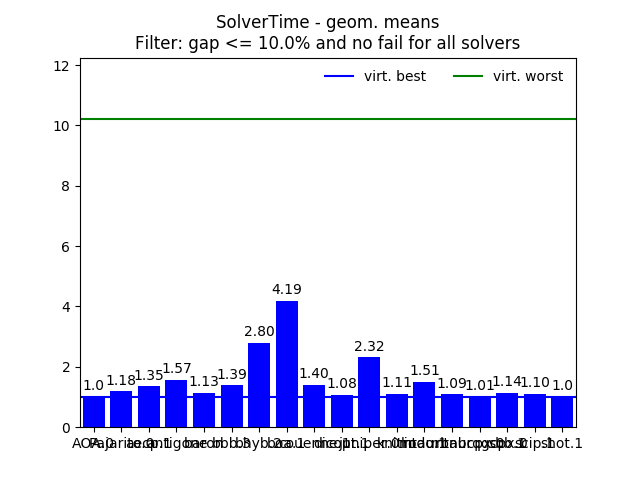 SolverTime - geom. means
Filter: gap <= 10.0% and no fail for all solvers
virt. best virt. worst
12
10
8
6
4
2
0
1.0 1.18 1.35 1.57 1.13 1.39 2.80 4.19 1.40 1.08 2.32 1.11 1.51 1.09 1.01 1.14 1.10 1.0